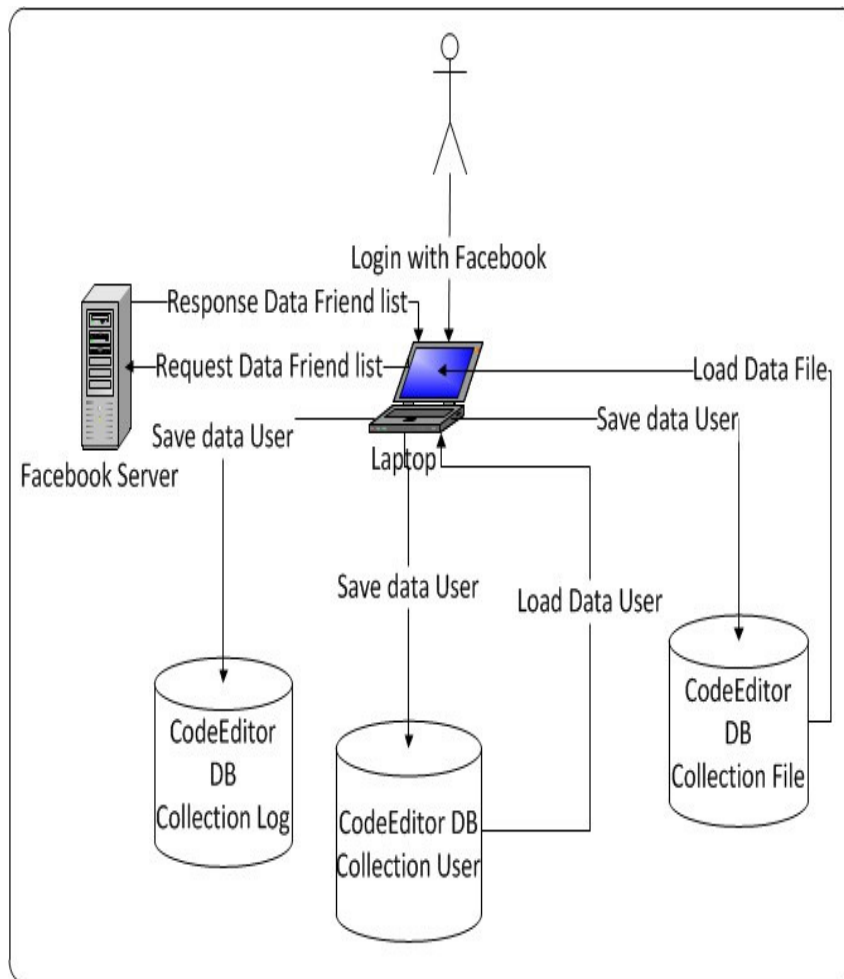 Login with Facebook
Response Data Friend list
Request Data Friend list
Load Data File
Save data User
Save data User
Laptop
Facebook Server
Save data User
Load Data User
CodeEditor
DB
Collection Log
CodeEditor DB
Collection User
CodeEditor
DB
Collection File